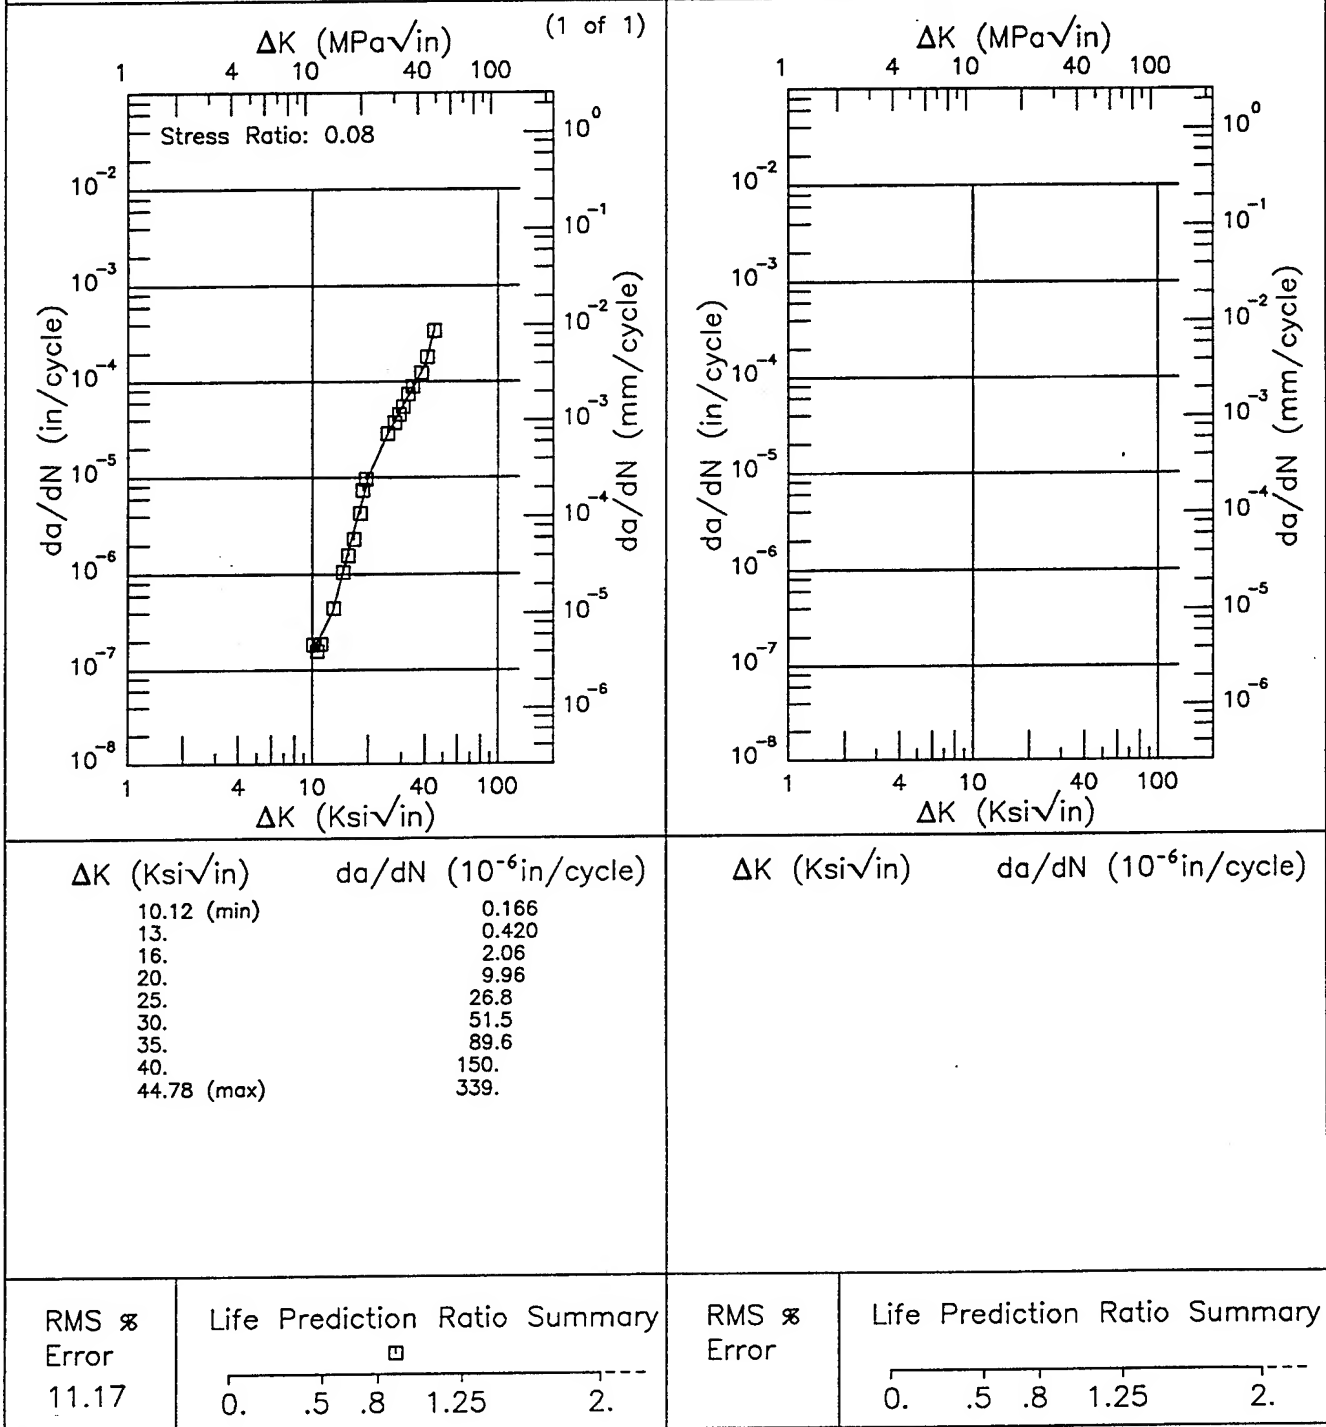 (1 of 1)
ΔK (MPa√in)
1 4 10 40 100
Stress Ratio: 0.08
da/dN (in/cycle)
10⁻²
10⁻³
10⁻⁴
10⁻⁵
10⁻⁶
10⁻⁷
10⁻⁸
da/dN (mm/cycle)
10⁰
10⁻¹
10⁻²
10⁻³
10⁻⁴
10⁻⁵
10⁻⁶
1 4 10 40 100
ΔK (Ksi√in)
ΔK (MPa√in)
1 4 10 40 100
da/dN (in/cycle)
10⁻²
10⁻³
10⁻⁴
10⁻⁵
10⁻⁶
10⁻⁷
10⁻⁸
da/dN (mm/cycle)
10⁰
10⁻¹
10⁻²
10⁻³
10⁻⁴
10⁻⁵
10⁻⁶
1 4 10 40 100
ΔK (Ksi√in)
ΔK (Ksi√in) da/dN (10⁻⁶in/cycle)
10.12 (min) 0.166
13. 0.420
16. 2.06
20. 9.96
25. 26.8
30. 51.5
35. 89.6
40. 150.
44.78 (max) 339.
ΔK (Ksi√in) da/dN (10⁻⁶in/cycle)
RMS %
Error
11.17
Life Prediction Ratio Summary
0. .5 .8 1.25 2.
RMS %
Error
Life Prediction Ratio Summary
0. .5 .8 1.25 2.